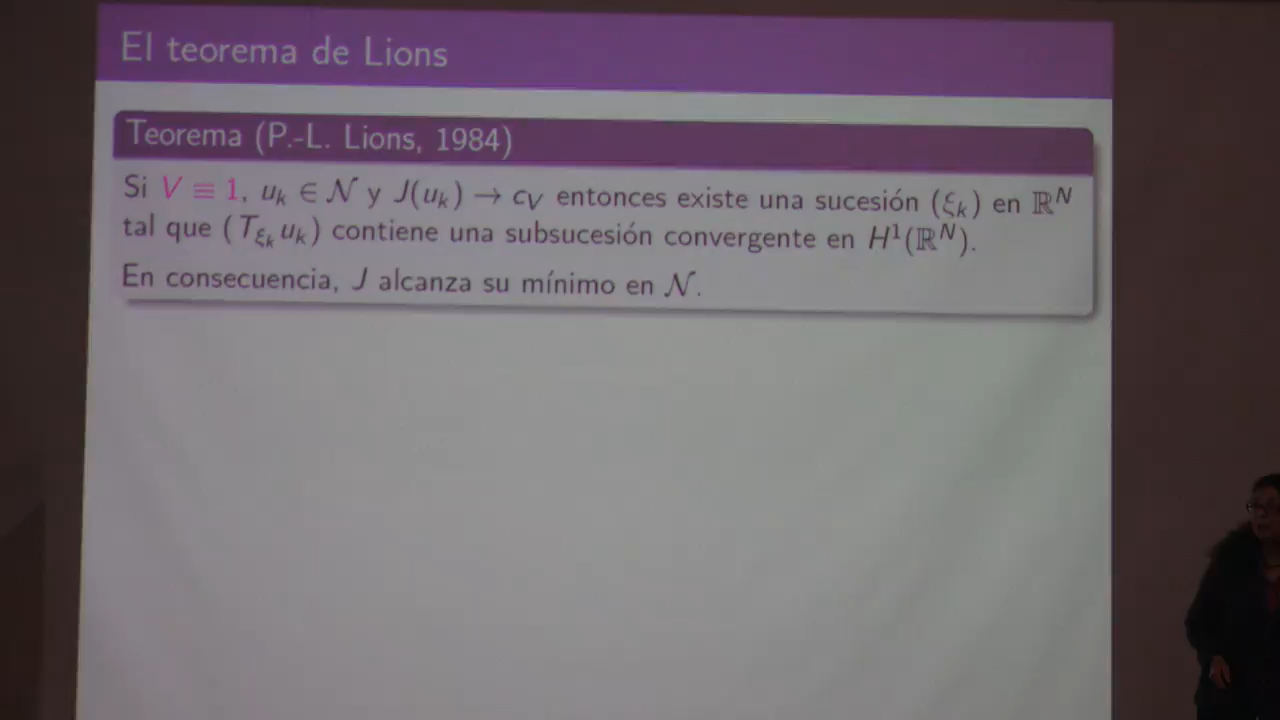 El teorema de Lions
Teorema (P.-L. Lions, 1984)
Si V ≡ 1, u_k ∈ 𝒩 y J(u_k) → c_V entonces existe una sucesión (ξ_k) en ℝ^N
tal que (T_{ξ_k} u_k) contiene una subsucesión convergente en H^1(ℝ^N).
En consecuencia, J alcanza su mínimo en 𝒩.